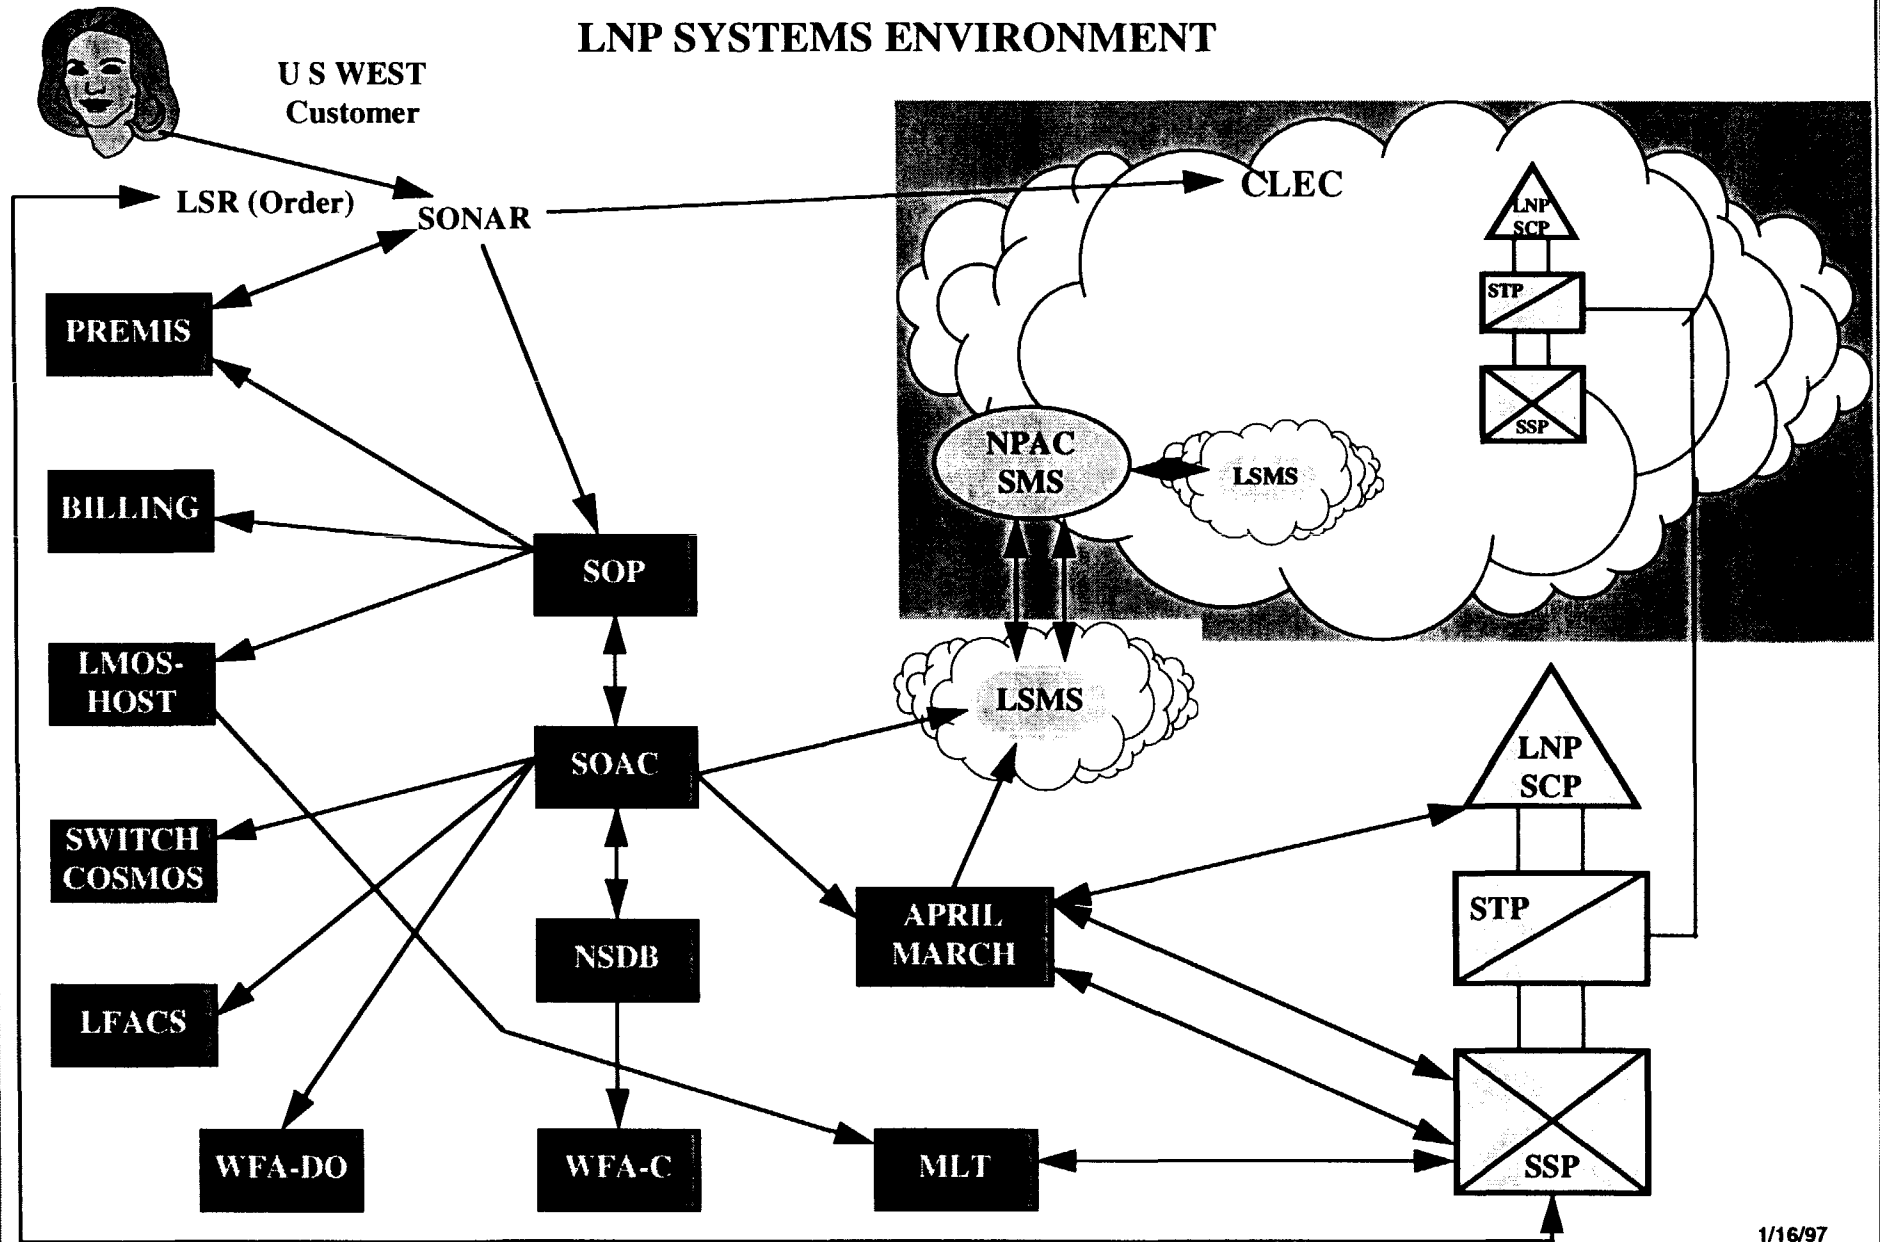 LNP SYSTEMS ENVIRONMENT
U S WEST
Customer
LSR (Order)
SONAR
CLEC
LNP
SCP
STP
SSP
PREMIS
NPAC
SMS
LSMS
BILLING
SOP
LMOS-
HOST
LSMS
SOAC
LNP
SCP
SWITCH
COSMOS
STP
APRIL
MARCH
NSDB
LFACS
WFA-DO
WFA-C
MLT
SSP
1/16/97